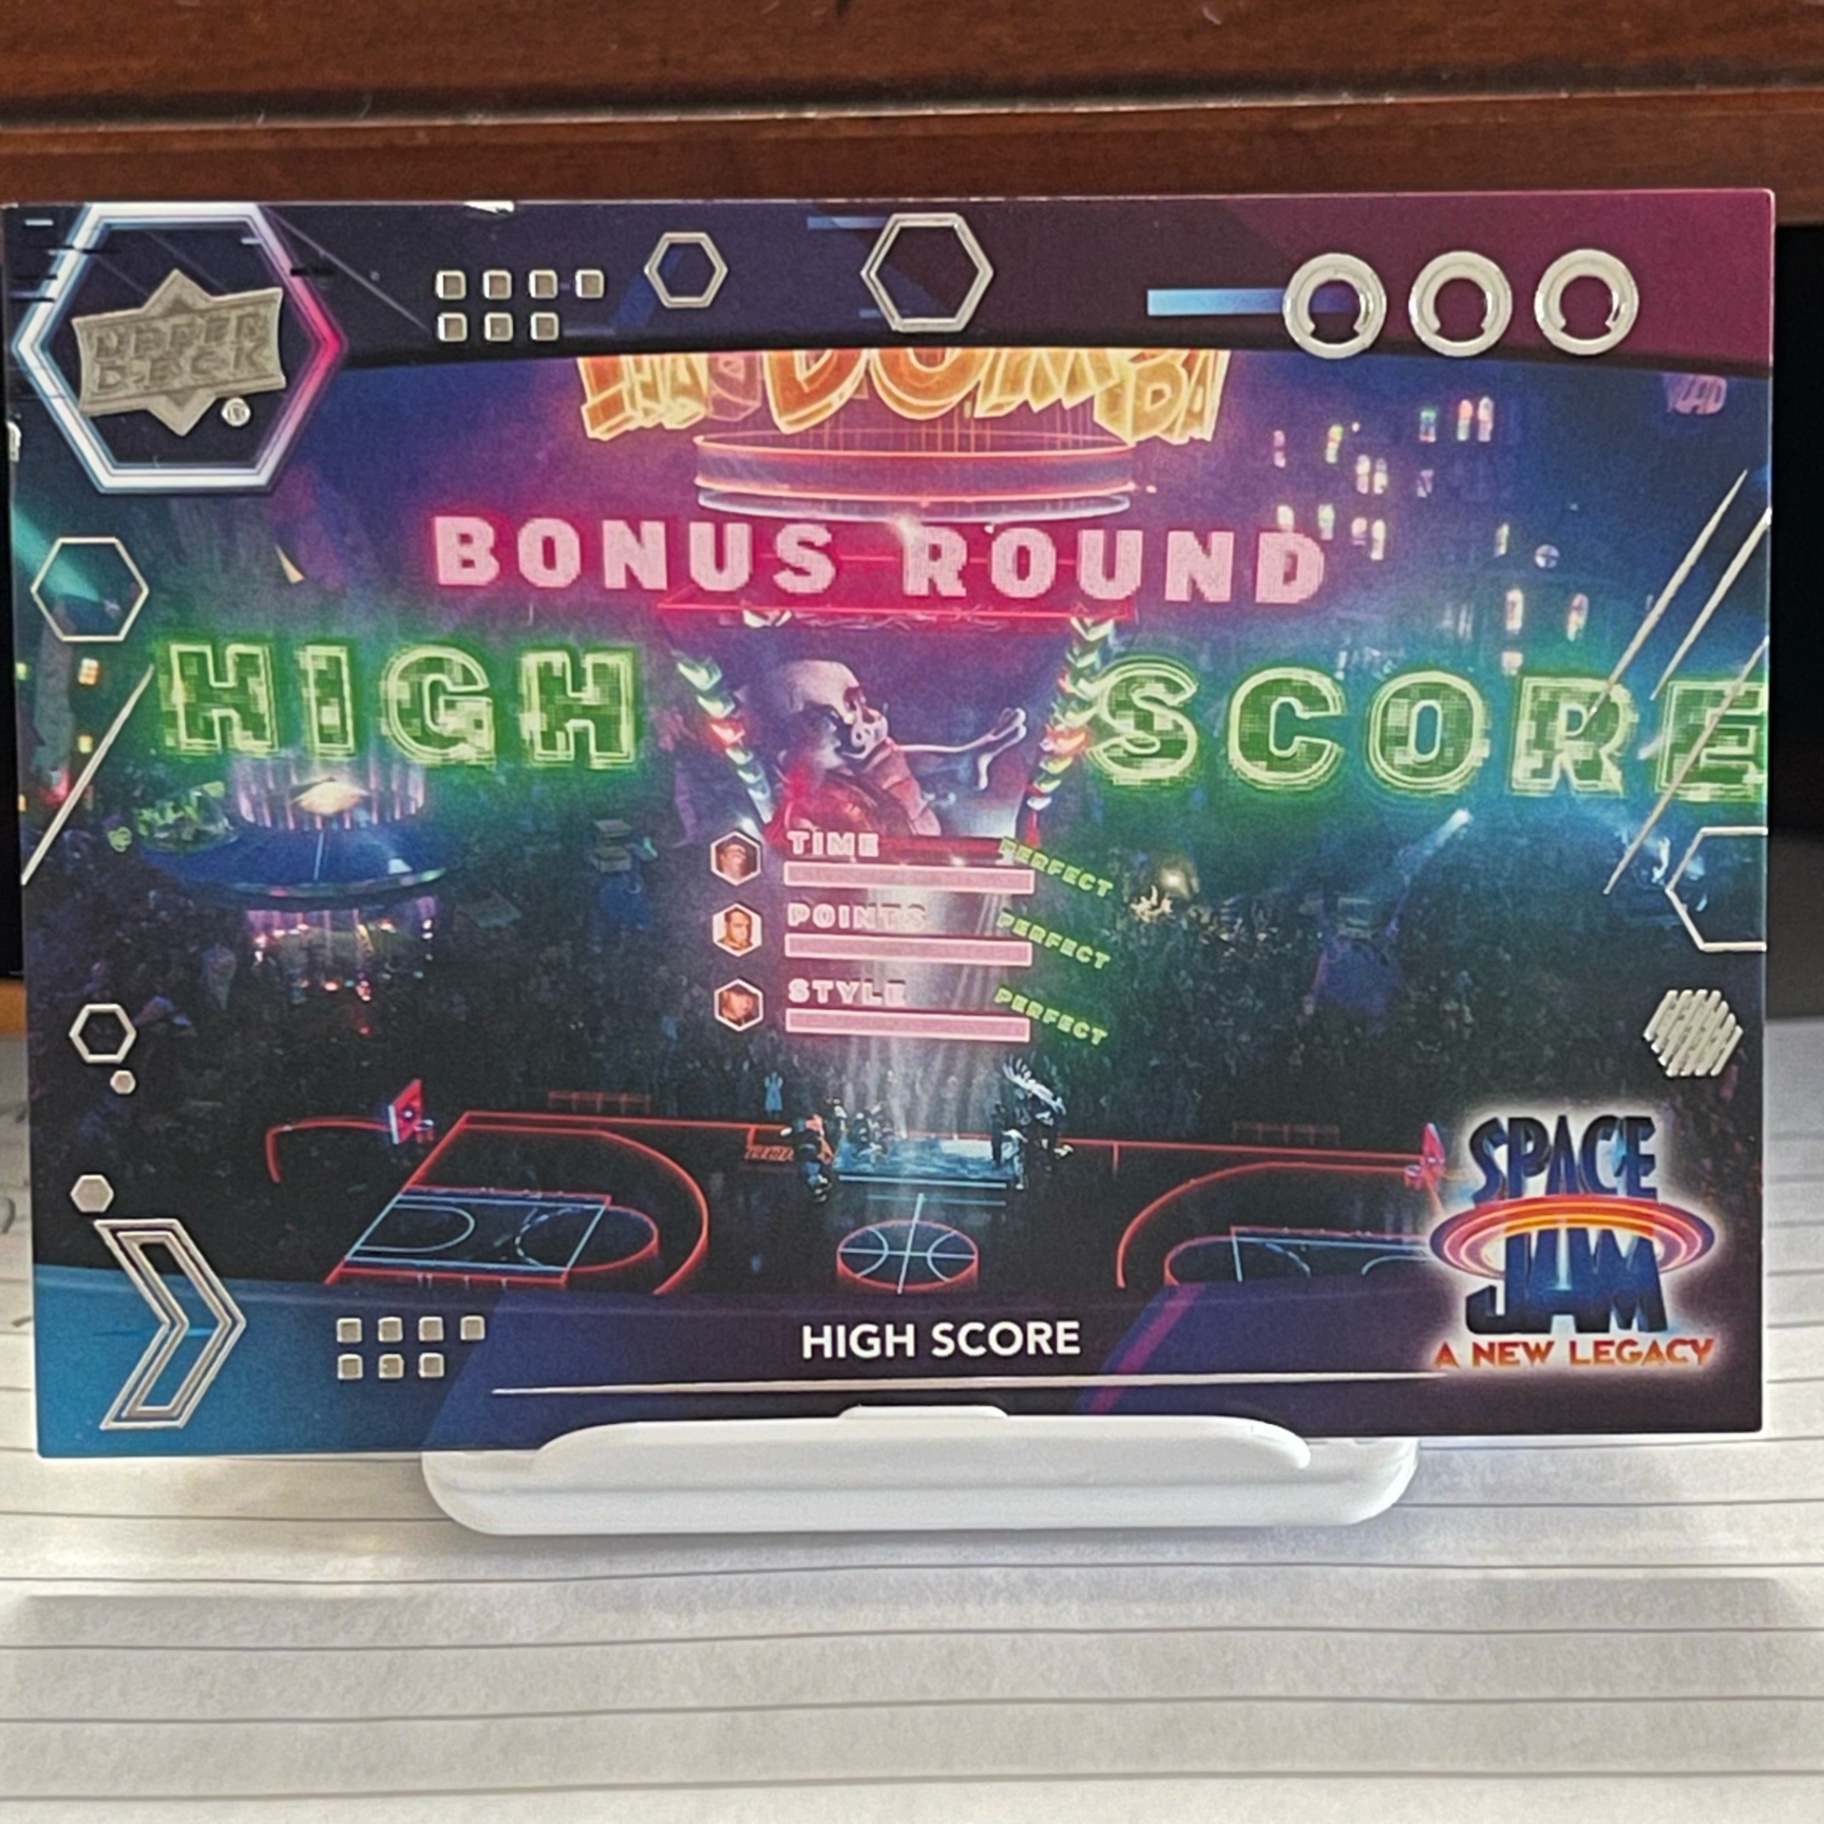 UPPER
DECK
BONUS ROUND
HIGH SCORE
TIME
PERFECT
POINTS
PERFECT
STYLE
PERFECT
SPACE
JAM
A NEW LEGACY
HIGH SCORE